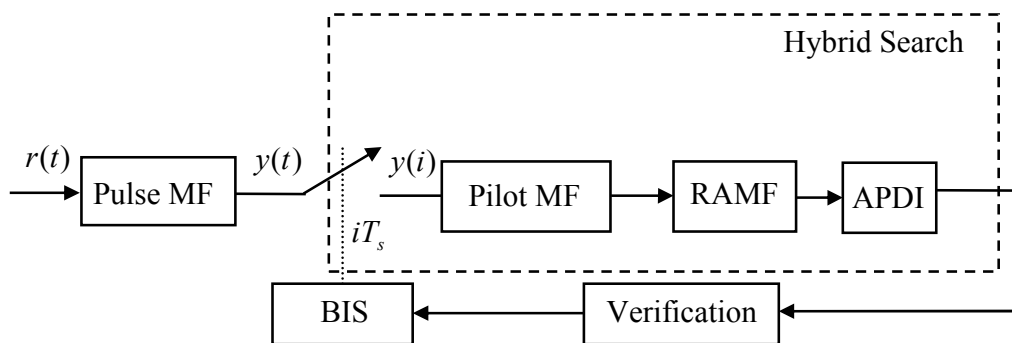 Hybrid Search
r(t)
Pulse MF
y(t)
y(i)
Pilot MF
RAMF
APDI
iT_s
BIS
Verification